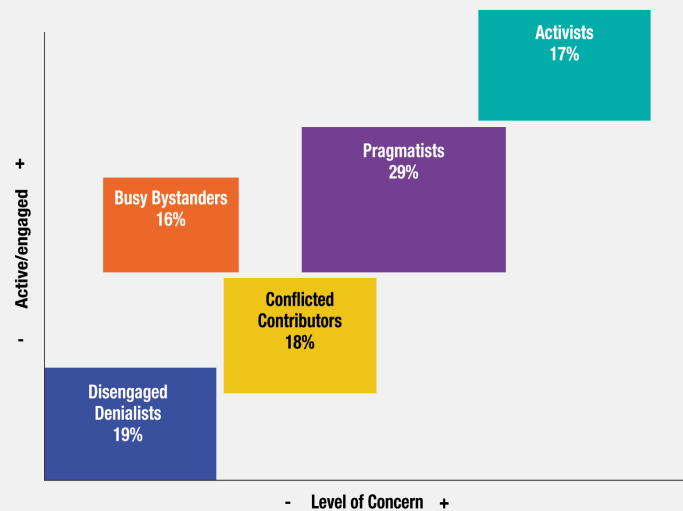 Activists
17%
Pragmatists
29%
Busy Bystanders
16%
Conflicted
Contributors
18%
Disengaged
Denialists
19%
- Active/engaged +
- Level of Concern +